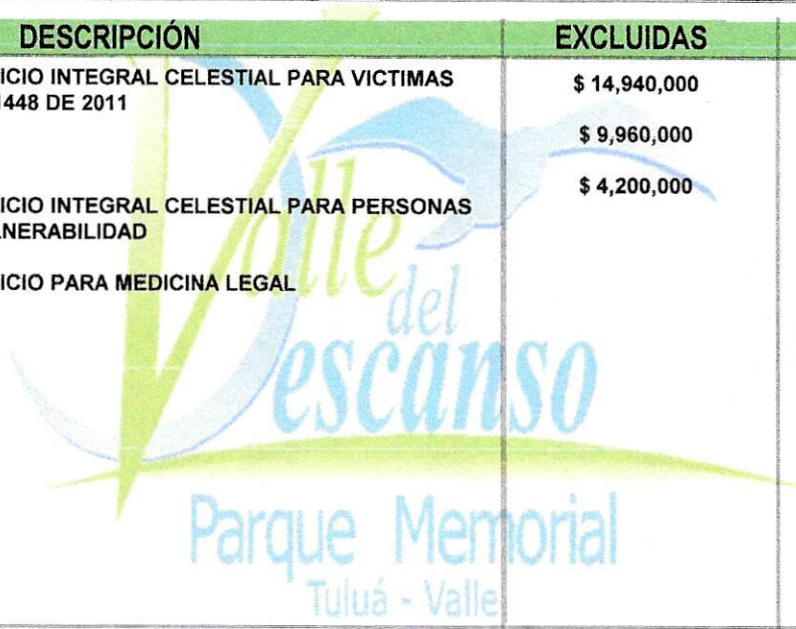 DESCRIPCIÓN EXCLUIDAS
ICIO INTEGRAL CELESTIAL PARA VICTIMAS $ 14,940,000
1448 DE 2011
$ 9,960,000
$ 4,200,000
ICIO INTEGRAL CELESTIAL PARA PERSONAS
LNERABILIDAD
ICIO PARA MEDICINA LEGAL
Valle
del
Descanso
Parque Memorial
Tuluá - Valle